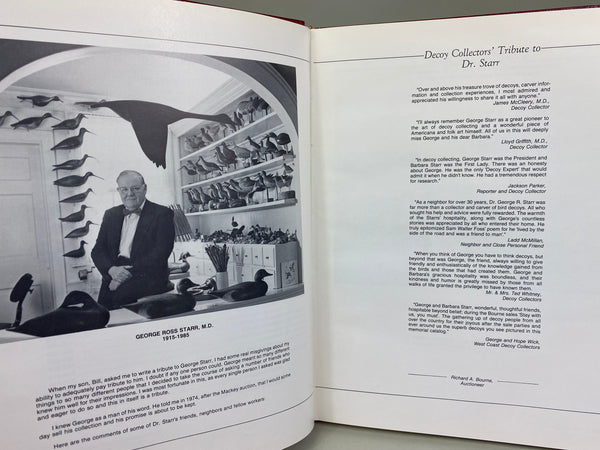 GEORGE ROSS STARR, M.D.
1915-1985
When my son, Bill, asked me to write a tribute to George Starr, I had some real misgivings about my
ability to adequately pay tribute to him. I doubt if any one person could. George meant so many
things to so many different people that I decided to take the course of asking a number of friends who
knew him well for their impressions. I was most fortunate in this, as every single person I asked was glad
and eager to do so and this in itself is a tribute.
I knew George as a man of his word. He told me in 1974, after the Mackey auction, that I would some
day sell his collection and his promise is about to be kept.
Here are the comments of some of Dr. Starr's friends, neighbors and fellow workers.
Decoy Collectors' Tribute to
Dr. Starr
"Over and above his treasure trove of decoys, carver infor-
mation and collection experiences, I most admired and
appreciated his willingness to share it all with anyone."
James McCleery, M.D.,
Decoy Collector
"I'll always remember George Starr as a great pioneer to
the art of decoy collecting and a wonderful piece of
Americana and folk art himself. All of us in this will deeply
miss George and his dear Barbara."
Lloyd Griffith, M.D.,
Decoy Collector
"In decoy collecting, George Starr was the President and
Barbara Starr was the First Lady. There was an honesty
about George. He was the only 'Decoy Expert' that would
admit it when he didn't know. He had a tremendous respect
for research."
Jackson Parker,
Reporter and Decoy Collector
"As a neighbor for over 30 years, Dr. George R. Starr was
far more than a collector and carver of bird decoys. All who
sought his help and advice were fully rewarded. The warmth
of the Starrs' hospitality, along with George's countless
stories was appreciated by all who entered their home. He
truly epitomized Sam Walter Foss' poem for he 'lived by the
side of the road and was a friend to man'."
Ladd McMillan,
Neighbor and Close Personal Friend
"When you think of George you have to think decoys, but
beyond that was George, the friend, always willing to give
friendly and enthusiastically of the knowledge gained from
the birds and those that had created them. George and
Barbara's gracious hospitality was boundless, and their
kindness and humor is greatly missed by those from all
walks of life granted the privilege to have known them.
Mr. & Mrs. Ted Whitney,
Decoy Collectors
"George and Barbara Starr, wonderful, thoughtful friends,
hospitable beyond belief; during the Bourne sales 'Stay with
us, you must'. The gathering up of decoy people from all
over the country for their joyous after the sale parties and
ever around us the superb decoys you see pictured in this
memorial catalog."
George and Hope Wick,
West Coast Decoy Collectors
Richard A. Bourne,
Auctioneer